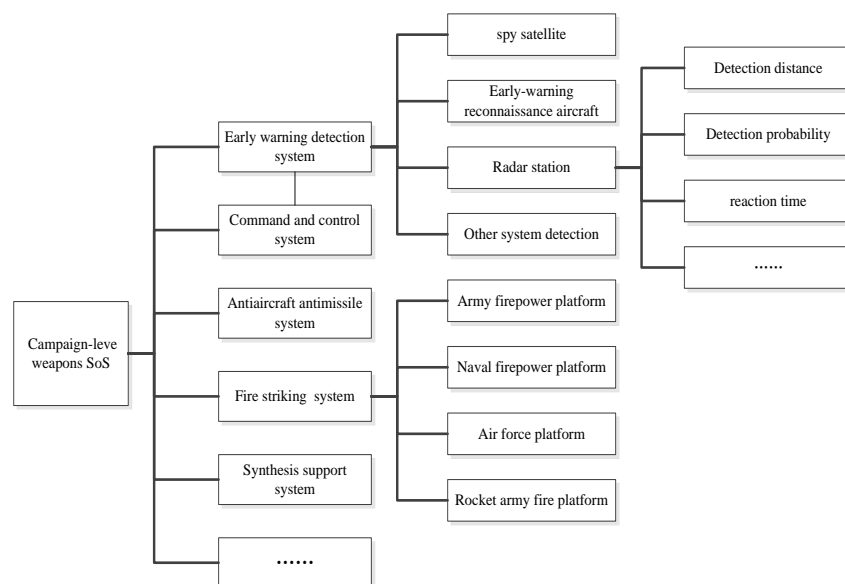 Campaign-leve
weapons SoS
Early warning detection
system
Command and control
system
Antiaircraft antimissile
system
Fire striking system
Synthesis support
system
……
spy satellite
Early-warning
reconnaissance aircraft
Radar station
Other system detection
Army firepower platform
Naval firepower platform
Air force platform
Rocket army fire platform
Detection distance
Detection probability
reaction time
……